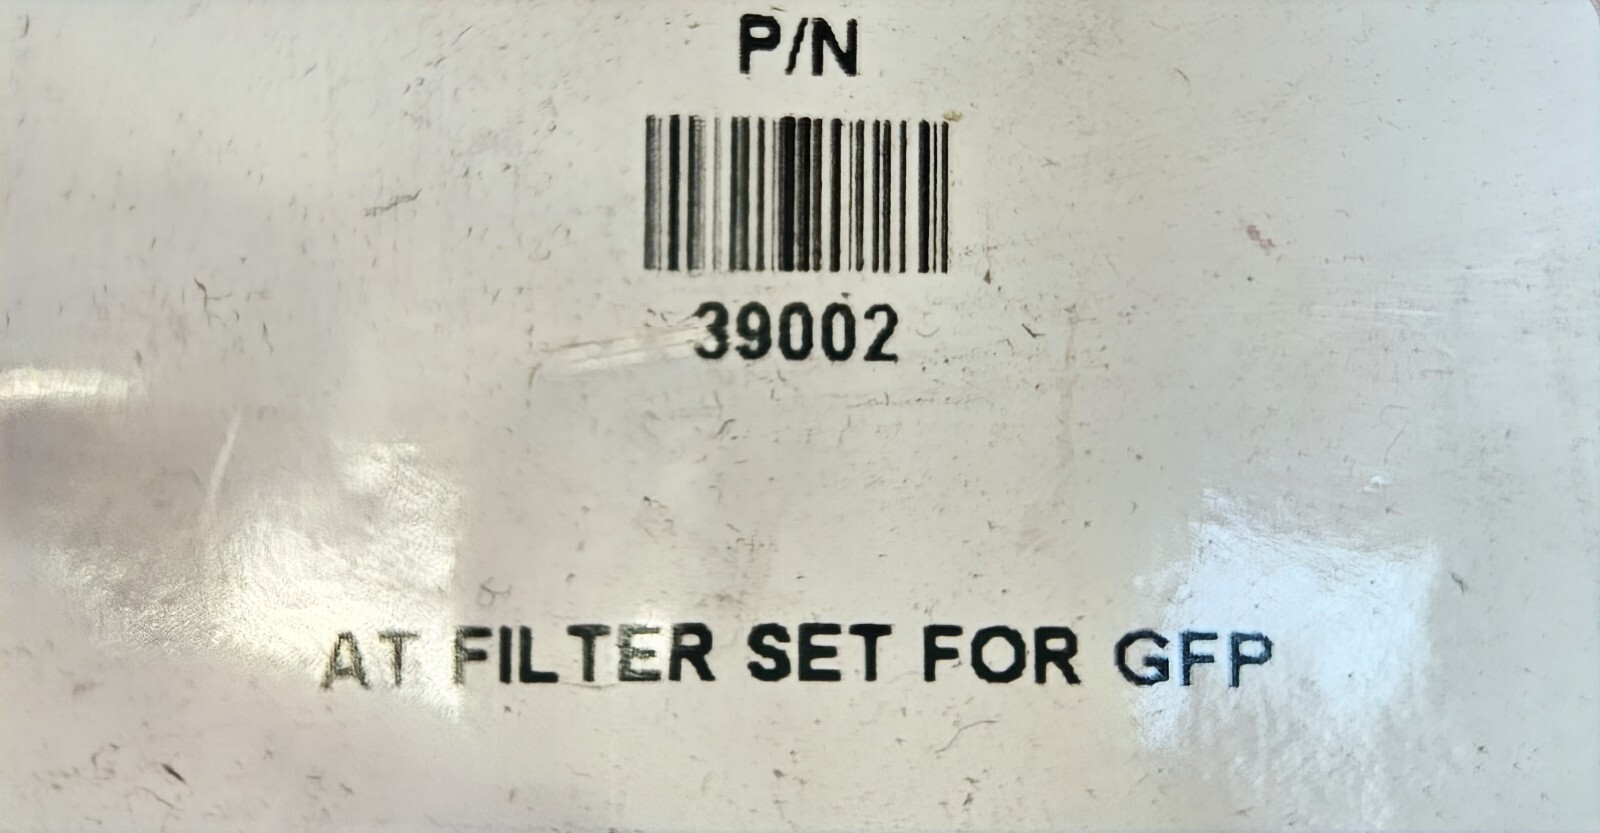 P/N
39002
AT FILTER SET FOR GFP